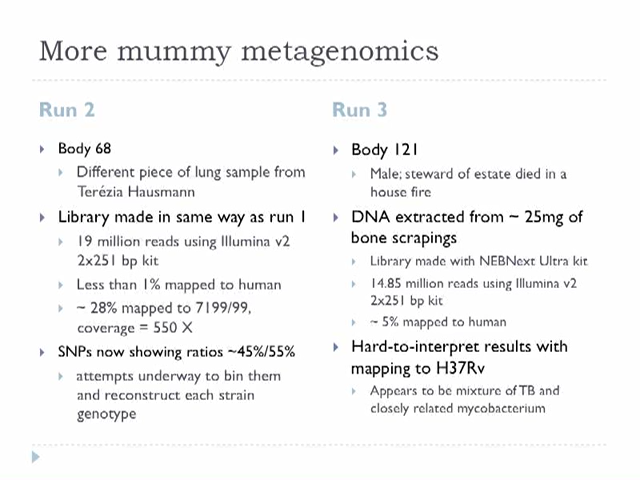 More mummy metagenomics
Run 2
Body 68
Different piece of lung sample from
Terézia Hausmann
Library made in same way as run 1
19 million reads using Illumina v2
2x251 bp kit
Less than 1% mapped to human
~ 28% mapped to 7199/99,
coverage = 550 X
SNPs now showing ratios ~45%/55%
attempts underway to bin them
and reconstruct each strain
genotype
Run 3
Body 121
Male; steward of estate died in a
house fire
DNA extracted from ~ 25mg of
bone scrapings
Library made with NEBNext Ultra kit
14.85 million reads using Illumina v2
2x251 bp kit
~ 5% mapped to human
Hard-to-interpret results with
mapping to H37Rv
Appears to be mixture of TB and
closely related mycobacterium